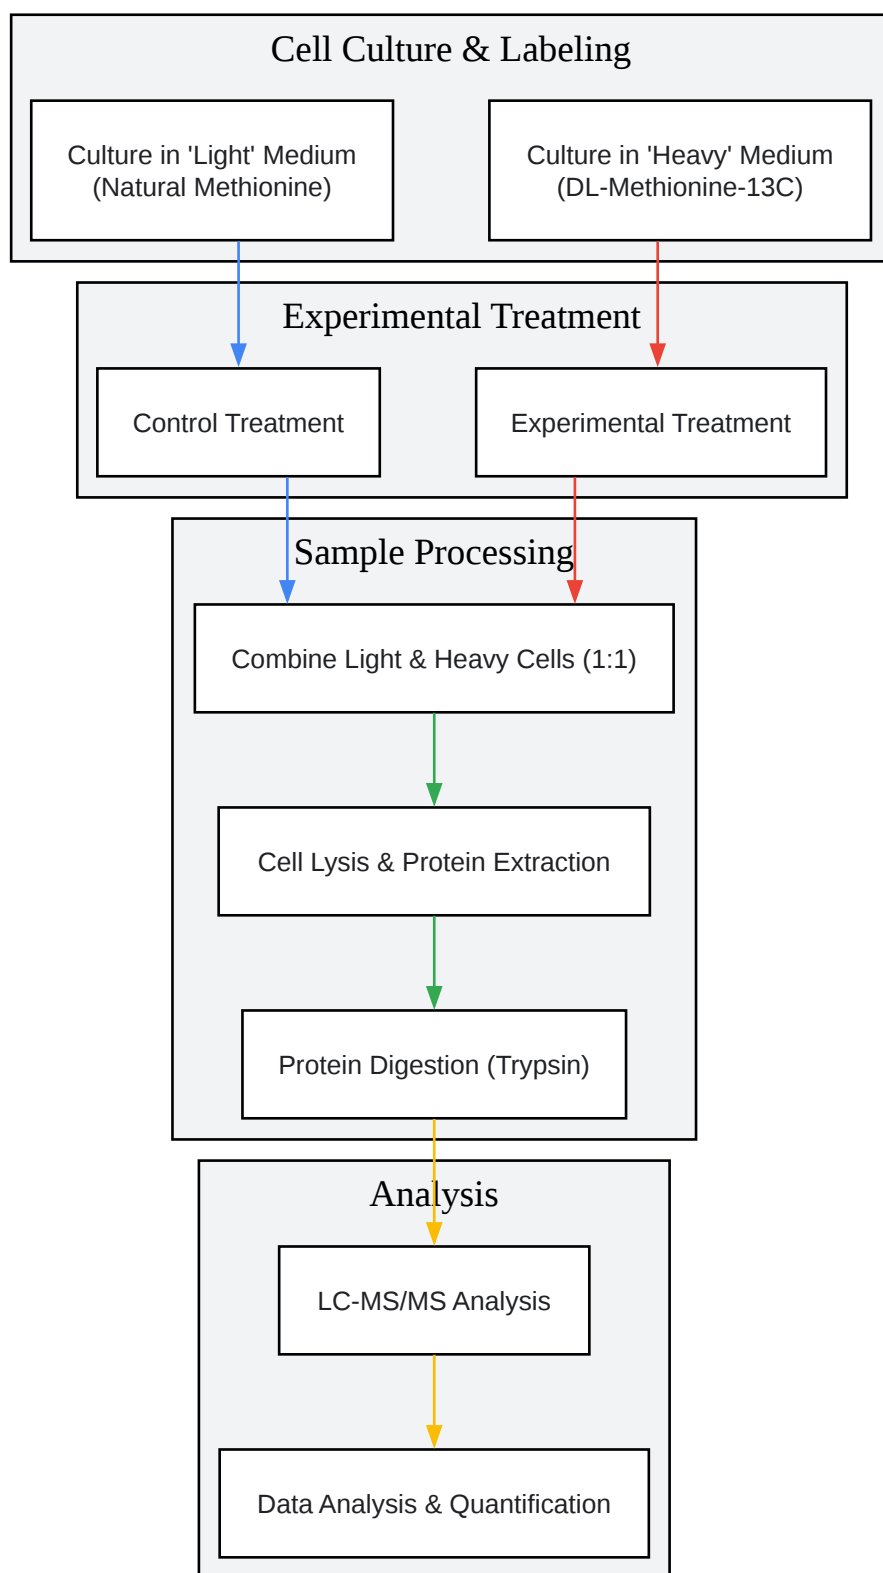 Cell Culture & Labeling
Culture in 'Light' Medium
(Natural Methionine)
Culture in 'Heavy' Medium
(DL-Methionine-13C)
Experimental Treatment
Control Treatment
Experimental Treatment
Sample Processing
Combine Light & Heavy Cells (1:1)
Cell Lysis & Protein Extraction
Protein Digestion (Trypsin)
Analysis
LC-MS/MS Analysis
Data Analysis & Quantification